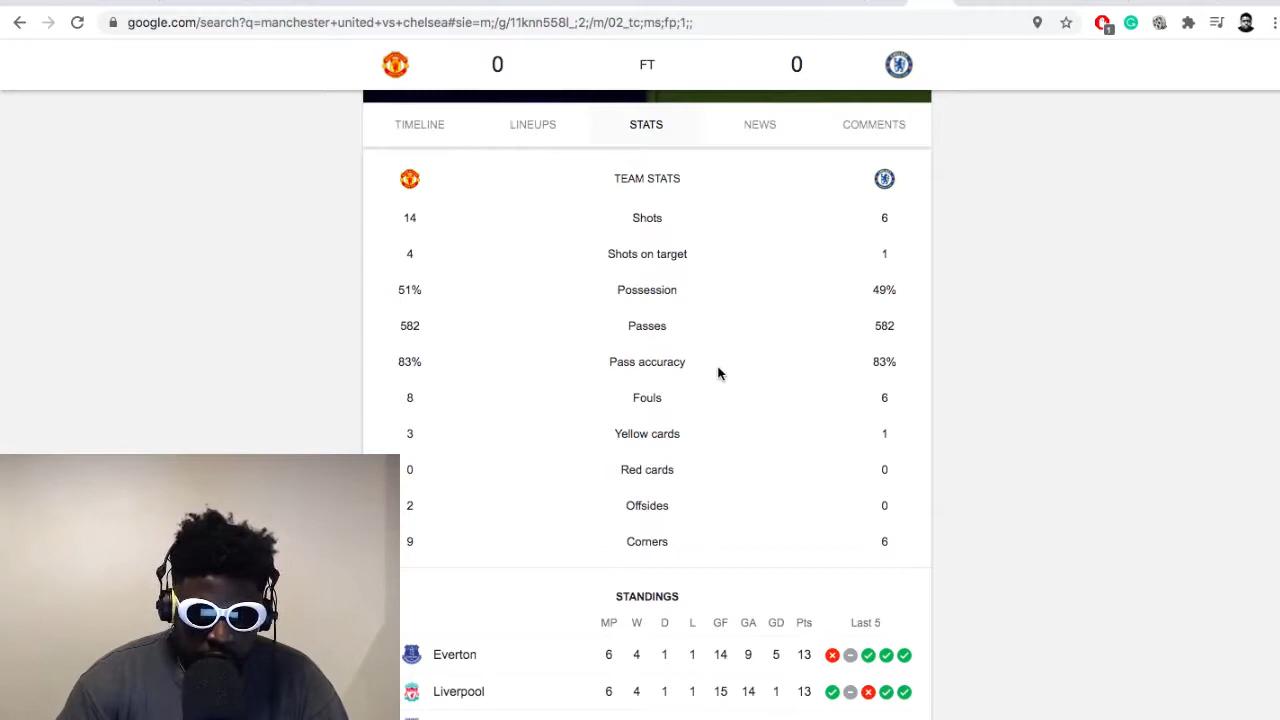 google.com/search?q=manchester+united+vs+chelsea#sie=m;/g/11knn558l_;2;/m/02_tc;ms;fp;1;;
1
0 FT 0
TIMELINE LINEUPS STATS NEWS COMMENTS
TEAM STATS
14 Shots 6
4 Shots on target 1
51% Possession 49%
582 Passes 582
83% Pass accuracy 83%
8 Fouls 6
3 Yellow cards 1
0 Red cards 0
2 Offsides 0
9 Corners 6
STANDINGS
MP W D L GF GA GD Pts Last 5
Everton 6 4 1 1 14 9 5 13
Liverpool 6 4 1 1 15 14 1 13